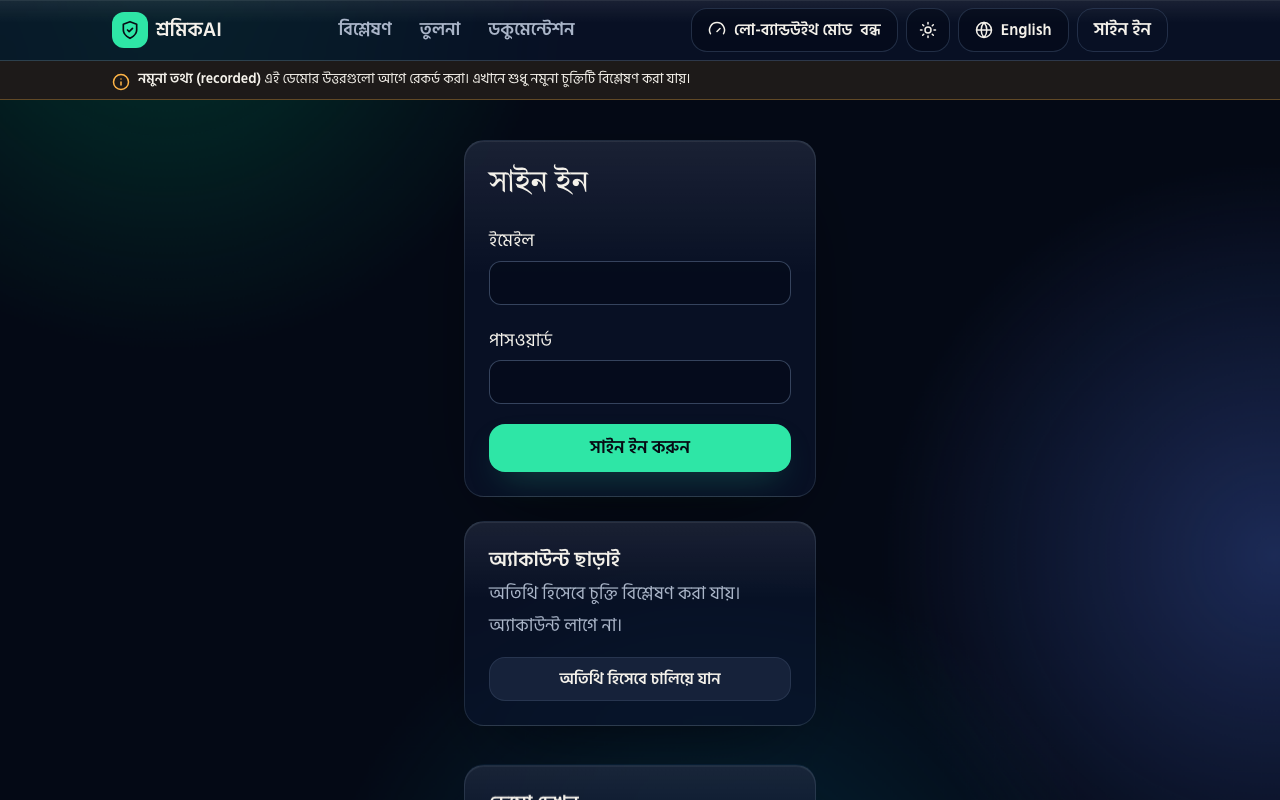 শ্রমিকAI
বিশ্লেষণ
তুলনা
ডকুমেন্টেশন
লো-ব্যান্ডউইথ মোড বন্ধ
English
সাইন ইন
নমুনা তথ্য (recorded) এই ডেমোর উত্তরগুলো আগে রেকর্ড করা। এখানে শুধু নমুনা চুক্তিটি বিশ্লেষণ করা যায়।
সাইন ইন
ইমেইল
পাসওয়ার্ড
সাইন ইন করুন
অ্যাকাউন্ট ছাড়াই
অতিথি হিসেবে চুক্তি বিশ্লেষণ করা যায়।
অ্যাকাউন্ট লাগে না।
অতিথি হিসেবে চালিয়ে যান